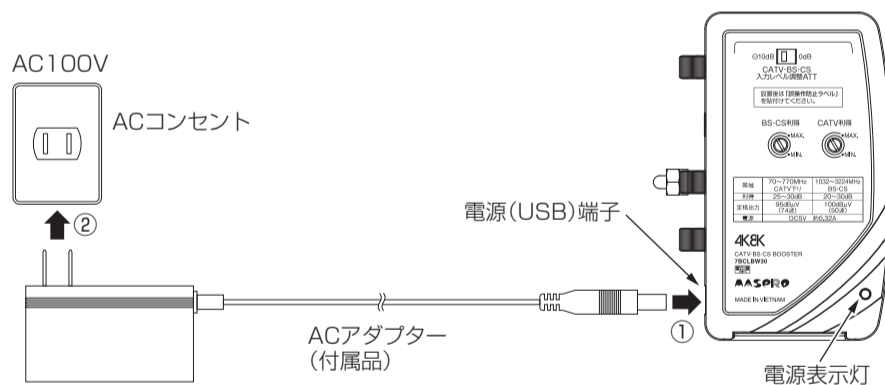 AC100V
ACコンセント
②
電源(USB)端子
①
ACアダプター
(付属品)
⊖10dB 0dB
CATV・BS・CS
入力レベル調整ATT
設置後は「誤操作防止ラベル」
を貼付けてください。
BS・CS利得 CATV利得
MAX. MAX.
MIN. MIN.
帯域 70〜770MHz CATV下り 1032〜3224MHz BS・CS
利得 25〜30dB 20〜30dB
定格出力 95dBμV (74波) 100dBμV (50波)
電源 DC5V 約0.32A
4K8K
CATV・BS・CS BOOSTER
7BCLBW30
MASPRO
MADE IN VIETNAM
電源表示灯